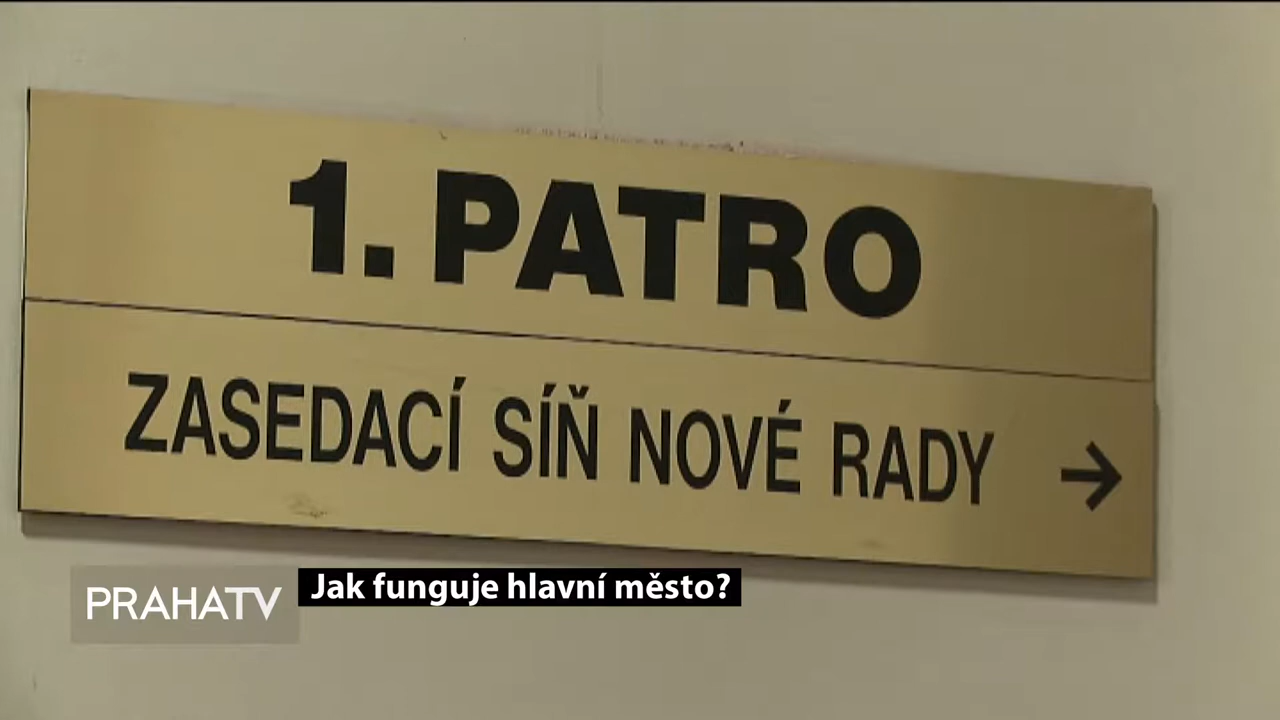 1. PATRO
ZASEDACÍ SÍŇ NOVÉ RADY →
PRAHATV
Jak funguje hlavní město?